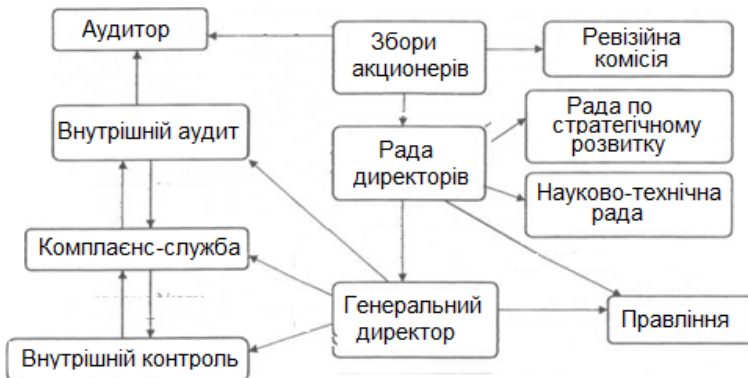 Аудитор
Збори
акционерів
Ревізійна
комісія
Внутрішній аудит
Рада
директорів
Рада по
стратегічному
розвитку
Науково-технічна
рада
Комплаєнс-служба
Генеральний
директор
Правління
Внутрішній контроль